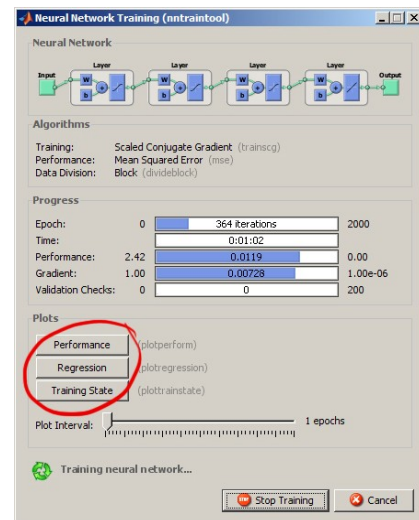 Neural Network Training (nntraintool)
Neural Network
Layer Layer Layer Layer
Input Output
W W W W
b b b b
Algorithms
Training: Scaled Conjugate Gradient (trainscg)
Performance: Mean Squared Error (mse)
Data Division: Block (divideblock)
Progress
Epoch: 0 364 iterations 2000
Time: 0:01:02
Performance: 2.42 0.0119 0.00
Gradient: 1.00 0.00728 1.00e-06
Validation Checks: 0 0 200
Plots
Performance (plotperform)
Regression (plotregression)
Training State (plottrainstate)
Plot Interval: 1 epochs
Training neural network...
Stop Training Cancel